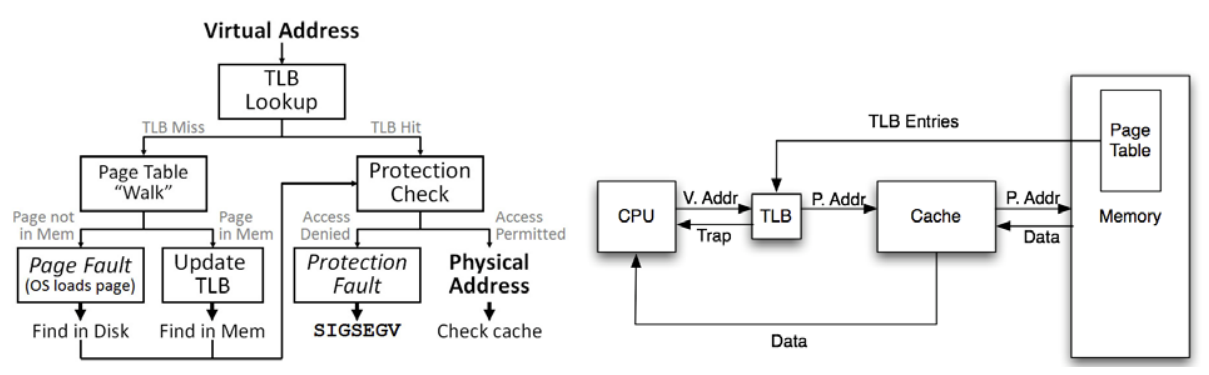 Virtual Address
TLB
Lookup
TLB Miss
TLB Hit
Page Table
“Walk”
Protection
Check
Page not
in Mem
Page
in Mem
Access
Denied
Access
Permitted
Page Fault
(OS loads page)
Update
TLB
Protection
Fault
Physical
Address
Find in Disk
Find in Mem
SIGSEGV
Check cache
TLB Entries
Page
Table
CPU
V. Addr
Trap
TLB
P. Addr
Cache
P. Addr
Data
Memory
Data